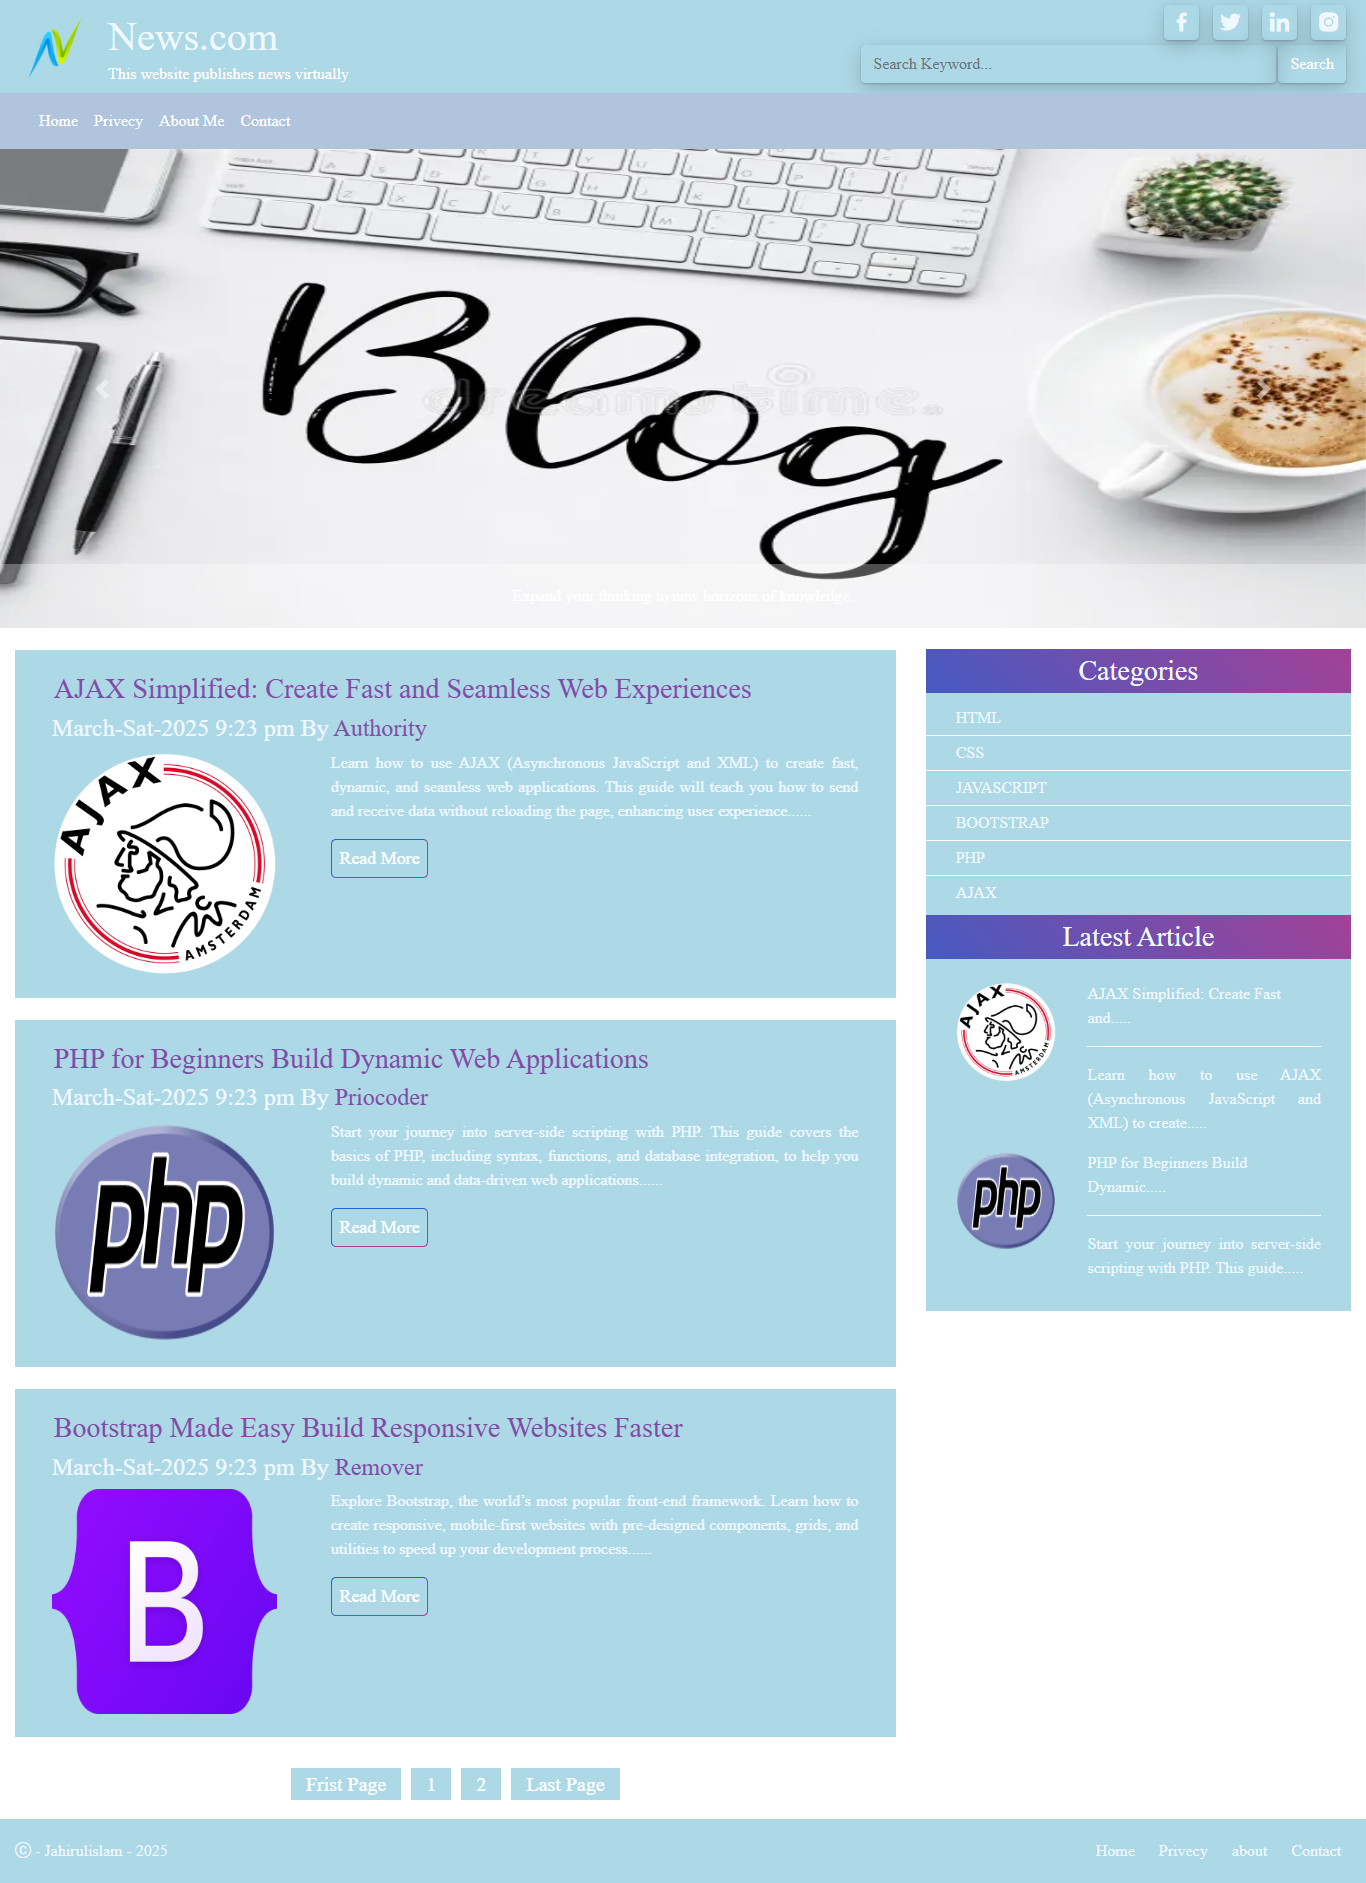 News.com
This website publishes news virtually
Search Keyword...
Search
Home Privecy About Me Contact
Blog
dreamstime.
Expand your thinking to new horizons of knowledge.
AJAX Simplified: Create Fast and Seamless Web Experiences
March-Sat-2025 9:23 pm By Authority
AJAX
AMSTERDAM
Learn how to use AJAX (Asynchronous JavaScript and XML) to create fast,
dynamic, and seamless web applications. This guide will teach you how to send
and receive data without reloading the page, enhancing user experience......
Read More
PHP for Beginners Build Dynamic Web Applications
March-Sat-2025 9:23 pm By Priocoder
php
Start your journey into server-side scripting with PHP. This guide covers the
basics of PHP, including syntax, functions, and database integration, to help you
build dynamic and data-driven web applications......
Read More
Bootstrap Made Easy Build Responsive Websites Faster
March-Sat-2025 9:23 pm By Remover
B
Explore Bootstrap, the world’s most popular front-end framework. Learn how to
create responsive, mobile-first websites with pre-designed components, grids, and
utilities to speed up your development process......
Read More
Frist Page 1 2 Last Page
Categories
HTML
CSS
JAVASCRIPT
BOOTSTRAP
PHP
AJAX
Latest Article
AJAX
AMSTERDAM
AJAX Simplified: Create Fast
and.....
Learn how to use AJAX
(Asynchronous JavaScript and
XML) to create.....
php
PHP for Beginners Build
Dynamic.....
Start your journey into server-side
scripting with PHP. This guide.....
© - Jahirulislam - 2025
Home Privecy about Contact